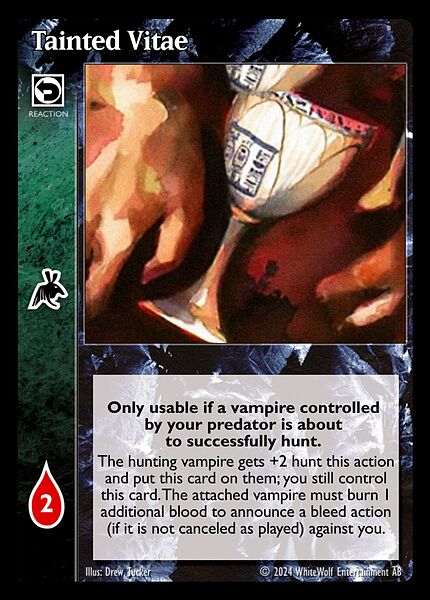 Tainted Vitae
REACTION
Only usable if a vampire controlled
by your predator is about
to successfully hunt.
The hunting vampire gets +2 hunt this action
and put this card on them; you still control
this card. The attached vampire must burn 1
additional blood to announce a bleed action
(if it is not canceled as played) against you.
2
Illus: Drew Tucker
© 2024 WhiteWolf Entertainment AB